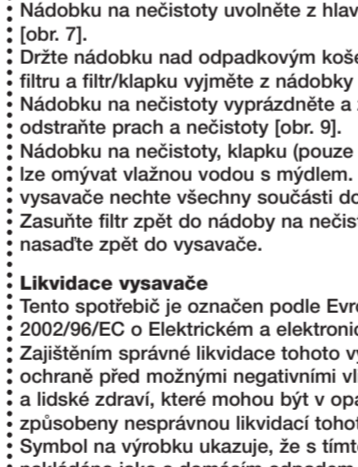 Nádobku na nečistoty uvolněte z hlav
[obr. 7].
Držte nádobku nad odpadkovým koše
filtru a filtr/klapku vyjměte z nádobky
Nádobku na nečistoty vyprázdněte a
odstraňte prach a nečistoty [obr. 9].
Nádobku na nečistoty, klapku (pouze
lze omývat vlažnou vodou s mýdlem.
vysavače nechte všechny součásti do
Zasuňte filtr zpět do nádoby na nečist
nasaďte zpět do vysavače.
Likvidace vysavače
Tento spotřebič je označen podle Evro
2002/96/EC o Elektrickém a elektronic
Zajištěním správné likvidace tohoto vý
ochraně před možnými negativními vli
a lidské zdraví, které mohou být v opa
způsobeny nesprávnou likvidací tohot
Symbol na výrobku ukazuje, že s tímt